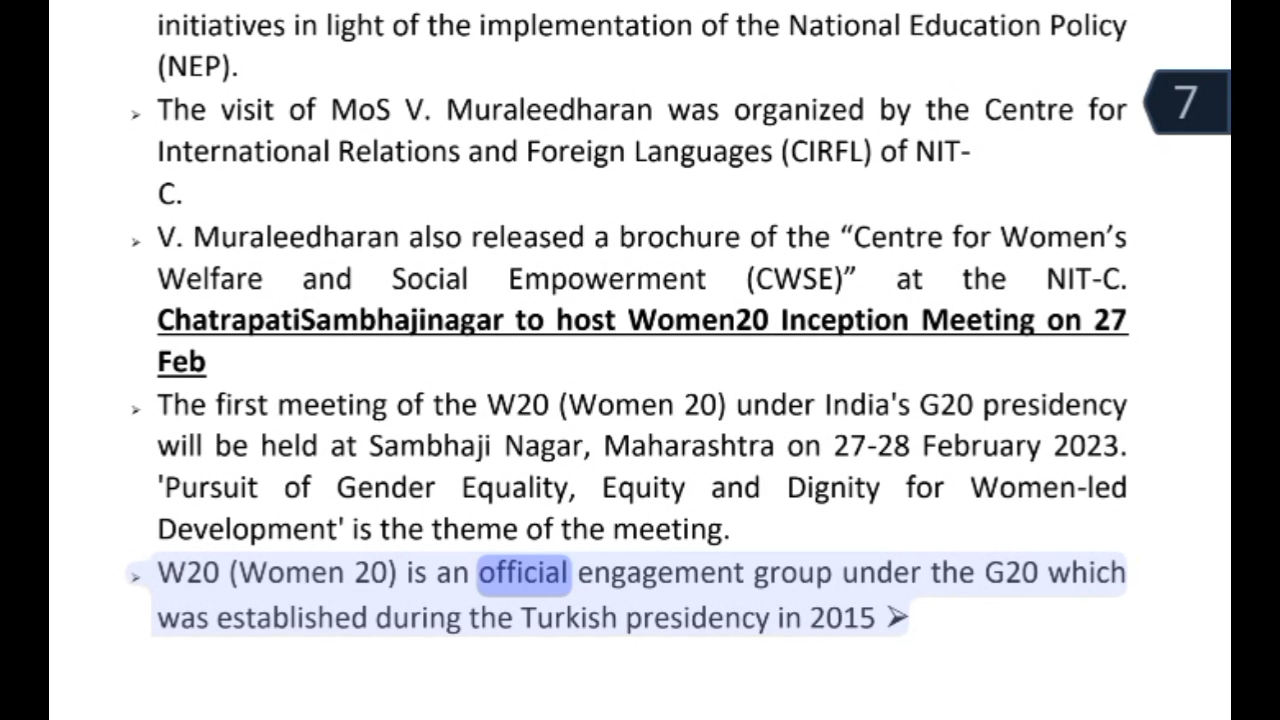 initiatives in light of the implementation of the National Education Policy
(NEP).
7
➢ The visit of MoS V. Muraleedharan was organized by the Centre for
International Relations and Foreign Languages (CIRFL) of NIT-
C.
➢ V. Muraleedharan also released a brochure of the “Centre for Women’s
Welfare and Social Empowerment (CWSE)” at the NIT-C.
ChatrapatiSambhajinagar to host Women20 Inception Meeting on 27
Feb
➢ The first meeting of the W20 (Women 20) under India's G20 presidency
will be held at Sambhaji Nagar, Maharashtra on 27-28 February 2023.
'Pursuit of Gender Equality, Equity and Dignity for Women-led
Development' is the theme of the meeting.
➢ W20 (Women 20) is an official engagement group under the G20 which
was established during the Turkish presidency in 2015 ➢